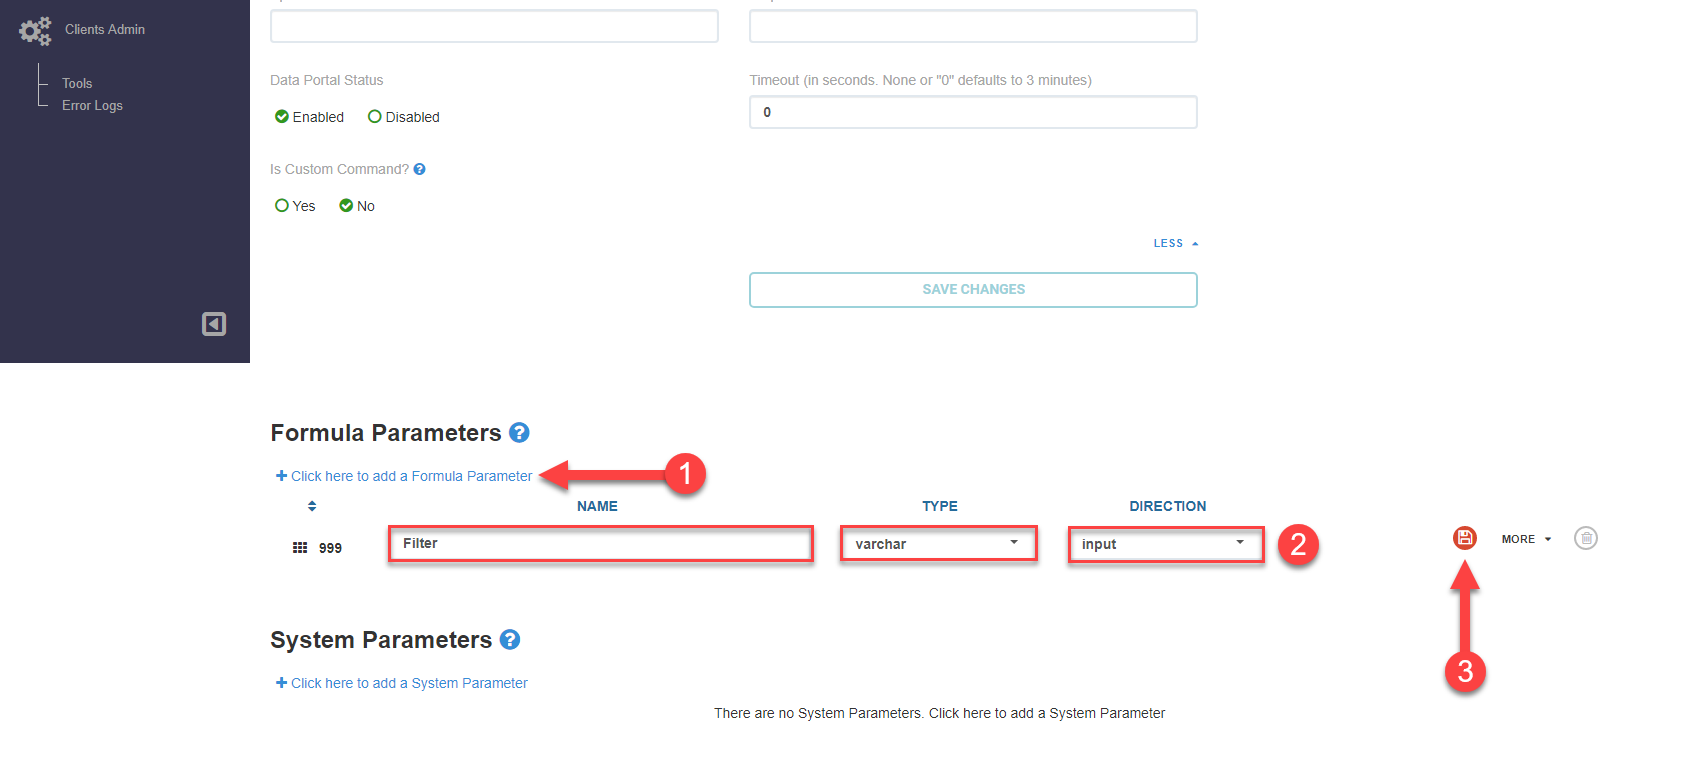 Clients Admin
Tools
Error Logs
Data Portal Status
Timeout (in seconds. None or "0" defaults to 3 minutes)
Enabled Disabled
0
Is Custom Command?
Yes No
LESS
SAVE CHANGES
Formula Parameters
Click here to add a Formula Parameter
1
NAME TYPE DIRECTION
999 Filter varchar input 2 MORE
3
System Parameters
Click here to add a System Parameter
There are no System Parameters. Click here to add a System Parameter